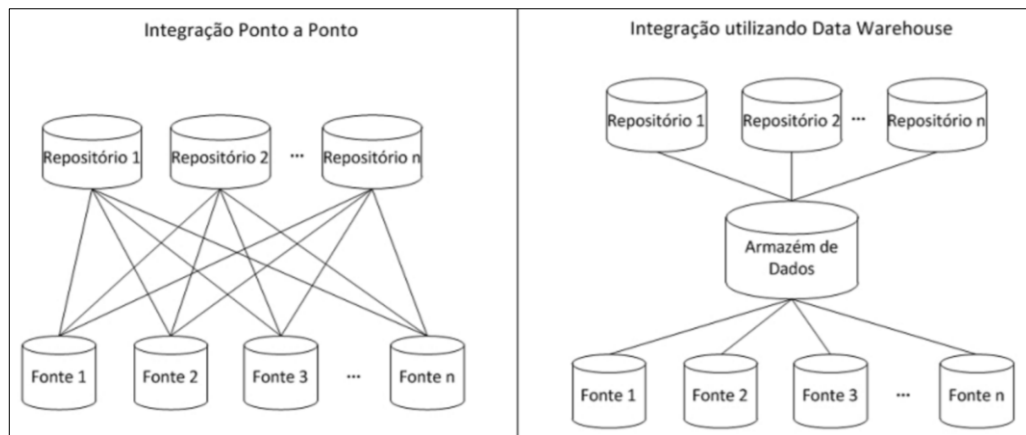 Integração Ponto a Ponto
Repositório 1 Repositório 2 ... Repositório n
Fonte 1 Fonte 2 Fonte 3 ... Fonte n
Integração utilizando Data Warehouse
Repositório 1 Repositório 2 ... Repositório n
Armazém de
Dados
Fonte 1 Fonte 2 Fonte 3 ... Fonte n